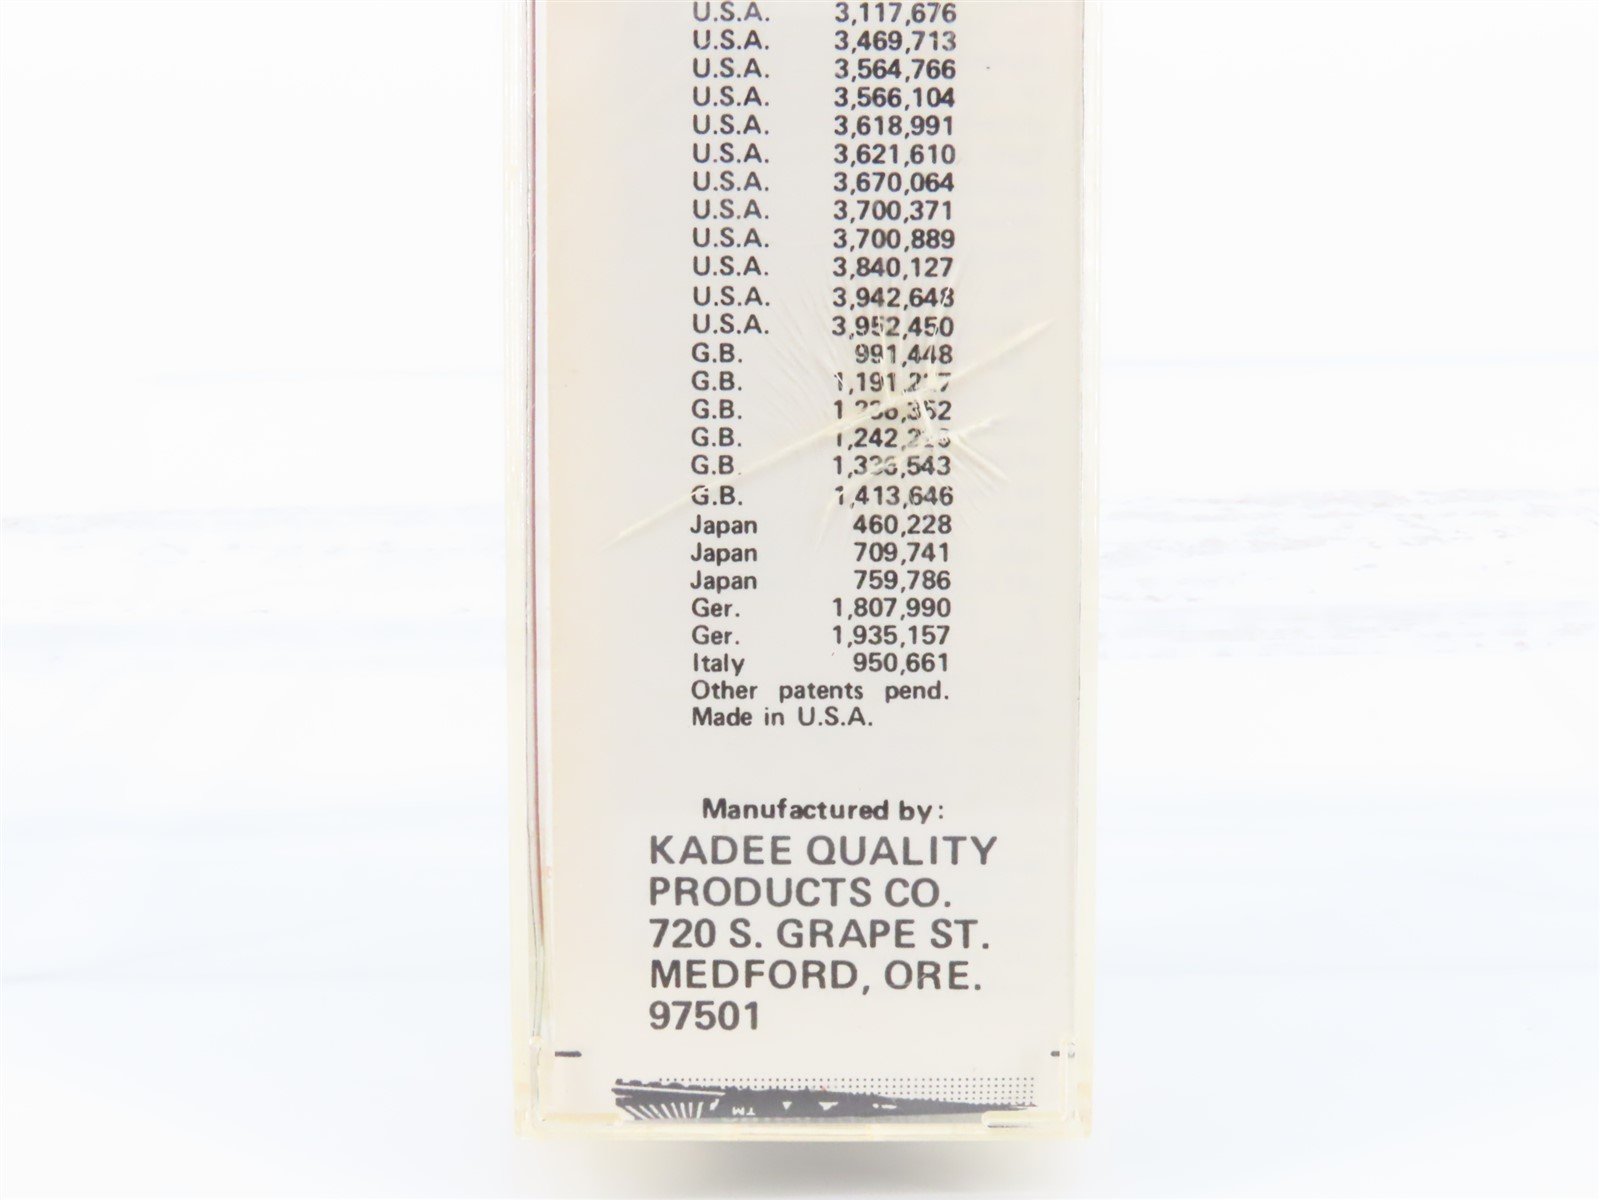 U.S.A. 3,117,676
U.S.A. 3,469,713
U.S.A. 3,564,766
U.S.A. 3,566,104
U.S.A. 3,618,991
U.S.A. 3,621,610
U.S.A. 3,670,064
U.S.A. 3,700,371
U.S.A. 3,700,889
U.S.A. 3,840,127
U.S.A. 3,942,648
U.S.A. 3,952,450
G.B. 991,448
G.B.
G.B.
G.B.
G.B.
G.B. 1,413,646
Japan 460,228
Japan 709,741
Japan 759,786
Ger. 1,807,990
Ger. 1,935,157
Italy 950,661
Other patents pend.
Made in U.S.A.
Manufactured by:
KADEE QUALITY
PRODUCTS CO.
720 S. GRAPE ST.
MEDFORD, ORE.
97501
TM